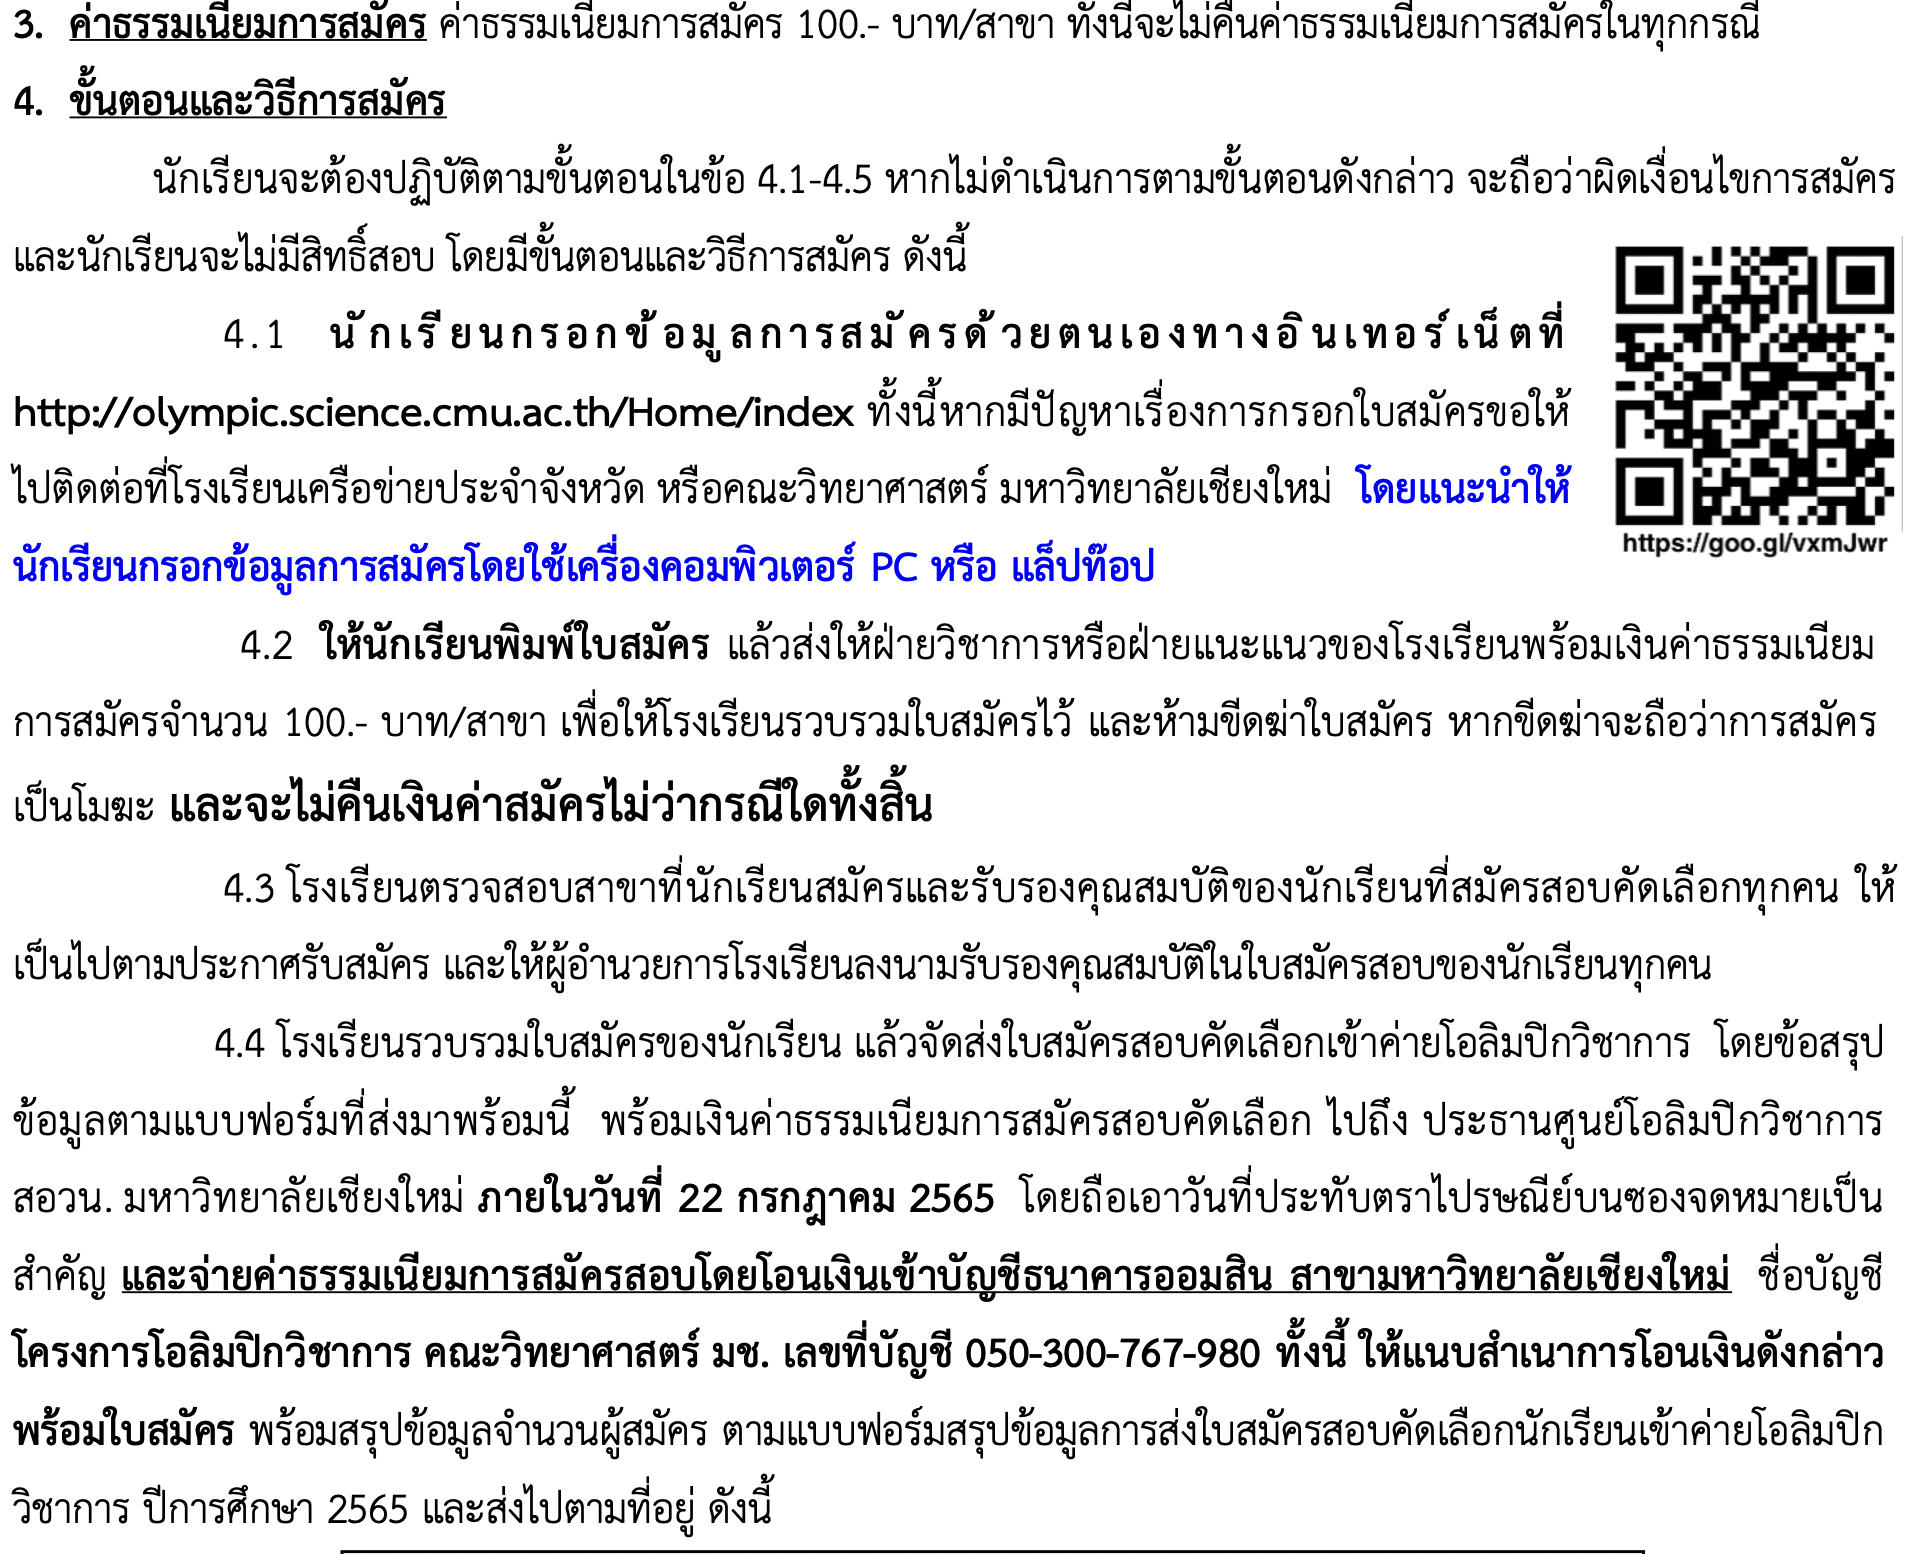 3. ค่าธรรมเนียมการสมัคร ค่าธรรมเนียมการสมัคร 100.- บาท/สาขา ทั้งนี้จะไม่คืนค่าธรรมเนียมการสมัครในทุกกรณี
4. ขั้นตอนและวิธีการสมัคร
นักเรียนจะต้องปฏิบัติตามขั้นตอนในข้อ 4.1-4.5 หากไม่ดำเนินการตามขั้นตอนดังกล่าว จะถือว่าผิดเงื่อนไขการสมัคร
และนักเรียนจะไม่มีสิทธิ์สอบ โดยมีขั้นตอนและวิธีการสมัคร ดังนี้
4.1 นักเรียนกรอกข้อมูลการสมัครด้วยตนเองทางอินเทอร์เน็ตที่
http://olympic.science.cmu.ac.th/Home/index ทั้งนี้หากมีปัญหาเรื่องการกรอกใบสมัครขอให้
ไปติดต่อที่โรงเรียนเครือข่ายประจำจังหวัด หรือคณะวิทยาศาสตร์ มหาวิทยาลัยเชียงใหม่ โดยแนะนำให้
นักเรียนกรอกข้อมูลการสมัครโดยใช้เครื่องคอมพิวเตอร์ PC หรือ แล็ปท๊อป
https://goo.gl/vxmJwr
4.2 ให้นักเรียนพิมพ์ใบสมัคร แล้วส่งให้ฝ่ายวิชาการหรือฝ่ายแนะแนวของโรงเรียนพร้อมเงินค่าธรรมเนียม
การสมัครจำนวน 100.- บาท/สาขา เพื่อให้โรงเรียนรวบรวมใบสมัครไว้ และห้ามขีดฆ่าใบสมัคร หากขีดฆ่าจะถือว่าการสมัคร
เป็นโมฆะ และจะไม่คืนเงินค่าสมัครไม่ว่ากรณีใดทั้งสิ้น
4.3 โรงเรียนตรวจสอบสาขาที่นักเรียนสมัครและรับรองคุณสมบัติของนักเรียนที่สมัครสอบคัดเลือกทุกคน ให้
เป็นไปตามประกาศรับสมัคร และให้ผู้อำนวยการโรงเรียนลงนามรับรองคุณสมบัติในใบสมัครสอบของนักเรียนทุกคน
4.4 โรงเรียนรวบรวมใบสมัครของนักเรียน แล้วจัดส่งใบสมัครสอบคัดเลือกเข้าค่ายโอลิมปิกวิชาการ โดยข้อสรุป
ข้อมูลตามแบบฟอร์มที่ส่งมาพร้อมนี้ พร้อมเงินค่าธรรมเนียมการสมัครสอบคัดเลือก ไปถึง ประธานศูนย์โอลิมปิกวิชาการ
สอวน. มหาวิทยาลัยเชียงใหม่ ภายในวันที่ 22 กรกฎาคม 2565 โดยถือเอาวันที่ประทับตราไปรษณีย์บนซองจดหมายเป็น
สำคัญ และจ่ายค่าธรรมเนียมการสมัครสอบโดยโอนเงินเข้าบัญชีธนาคารออมสิน สาขามหาวิทยาลัยเชียงใหม่ ชื่อบัญชี
โครงการโอลิมปิกวิชาการ คณะวิทยาศาสตร์ มช. เลขที่บัญชี 050-300-767-980 ทั้งนี้ ให้แนบสำเนาการโอนเงินดังกล่าว
พร้อมใบสมัคร พร้อมสรุปข้อมูลจำนวนผู้สมัคร ตามแบบฟอร์มสรุปข้อมูลการส่งใบสมัครสอบคัดเลือกนักเรียนเข้าค่ายโอลิมปิก
วิชาการ ปีการศึกษา 2565 และส่งไปตามที่อยู่ ดังนี้